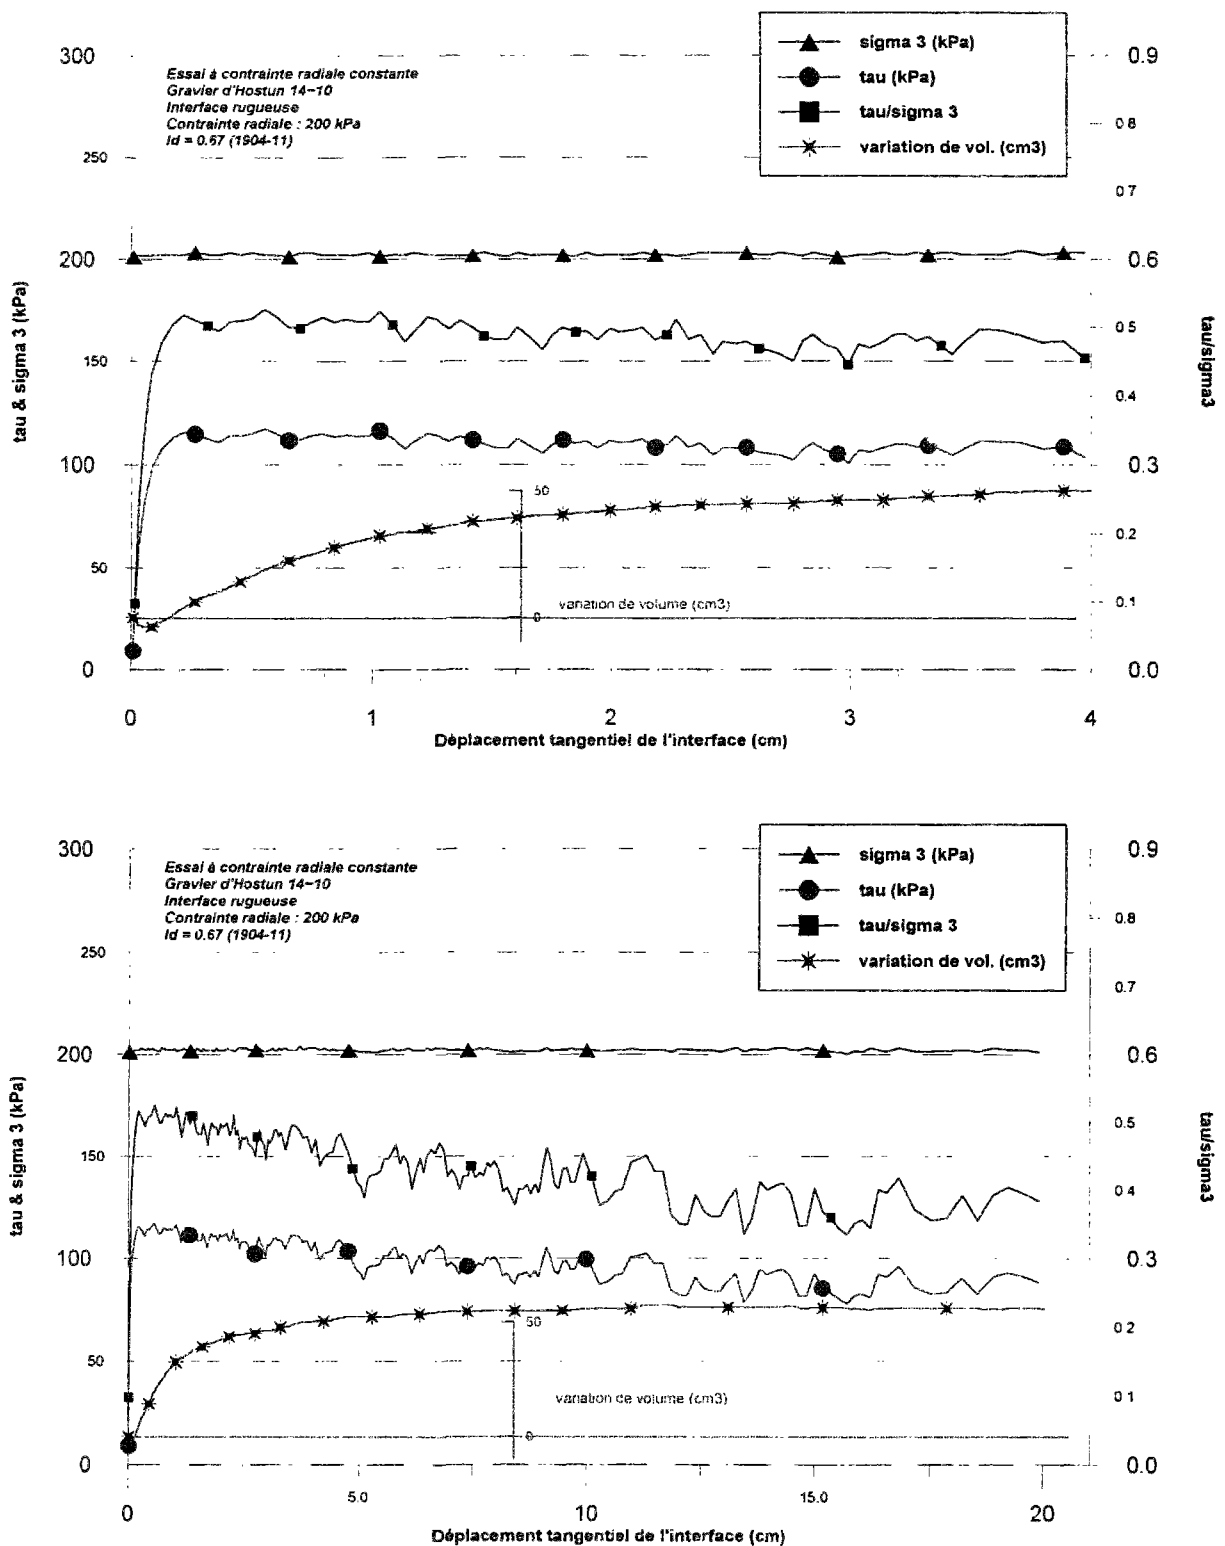 sigma 3 (kPa)
tau (kPa)
tau/sigma 3
variation de vol. (cm3)
Essai à contrainte radiale constante
Gravier d'Hostun 14-10
Interface rugueuse
Contrainte radiale : 200 kPa
Id = 0.67 (1904-11)
300
250
200
150
100
50
0
tau & sigma 3 (kPa)
0.9
0.8
0.7
0.6
0.5
0.4
0.3
0.2
0.1
0.0
tau/sigma3
50
variation de volume (cm3)
0
0 1 2 3 4
Déplacement tangentiel de l'interface (cm)
sigma 3 (kPa)
tau (kPa)
tau/sigma 3
variation de vol. (cm3)
Essai à contrainte radiale constante
Gravier d'Hostun 14-10
Interface rugueuse
Contrainte radiale : 200 kPa
Id = 0.67 (1904-11)
300
250
200
150
100
50
0
tau & sigma 3 (kPa)
0.9
0.8
0.7
0.6
0.5
0.4
0.3
0.2
0.1
0.0
tau/sigma3
50
variation de volume (cm3)
0
0 5.0 10 15.0 20
Déplacement tangentiel de l'interface (cm)